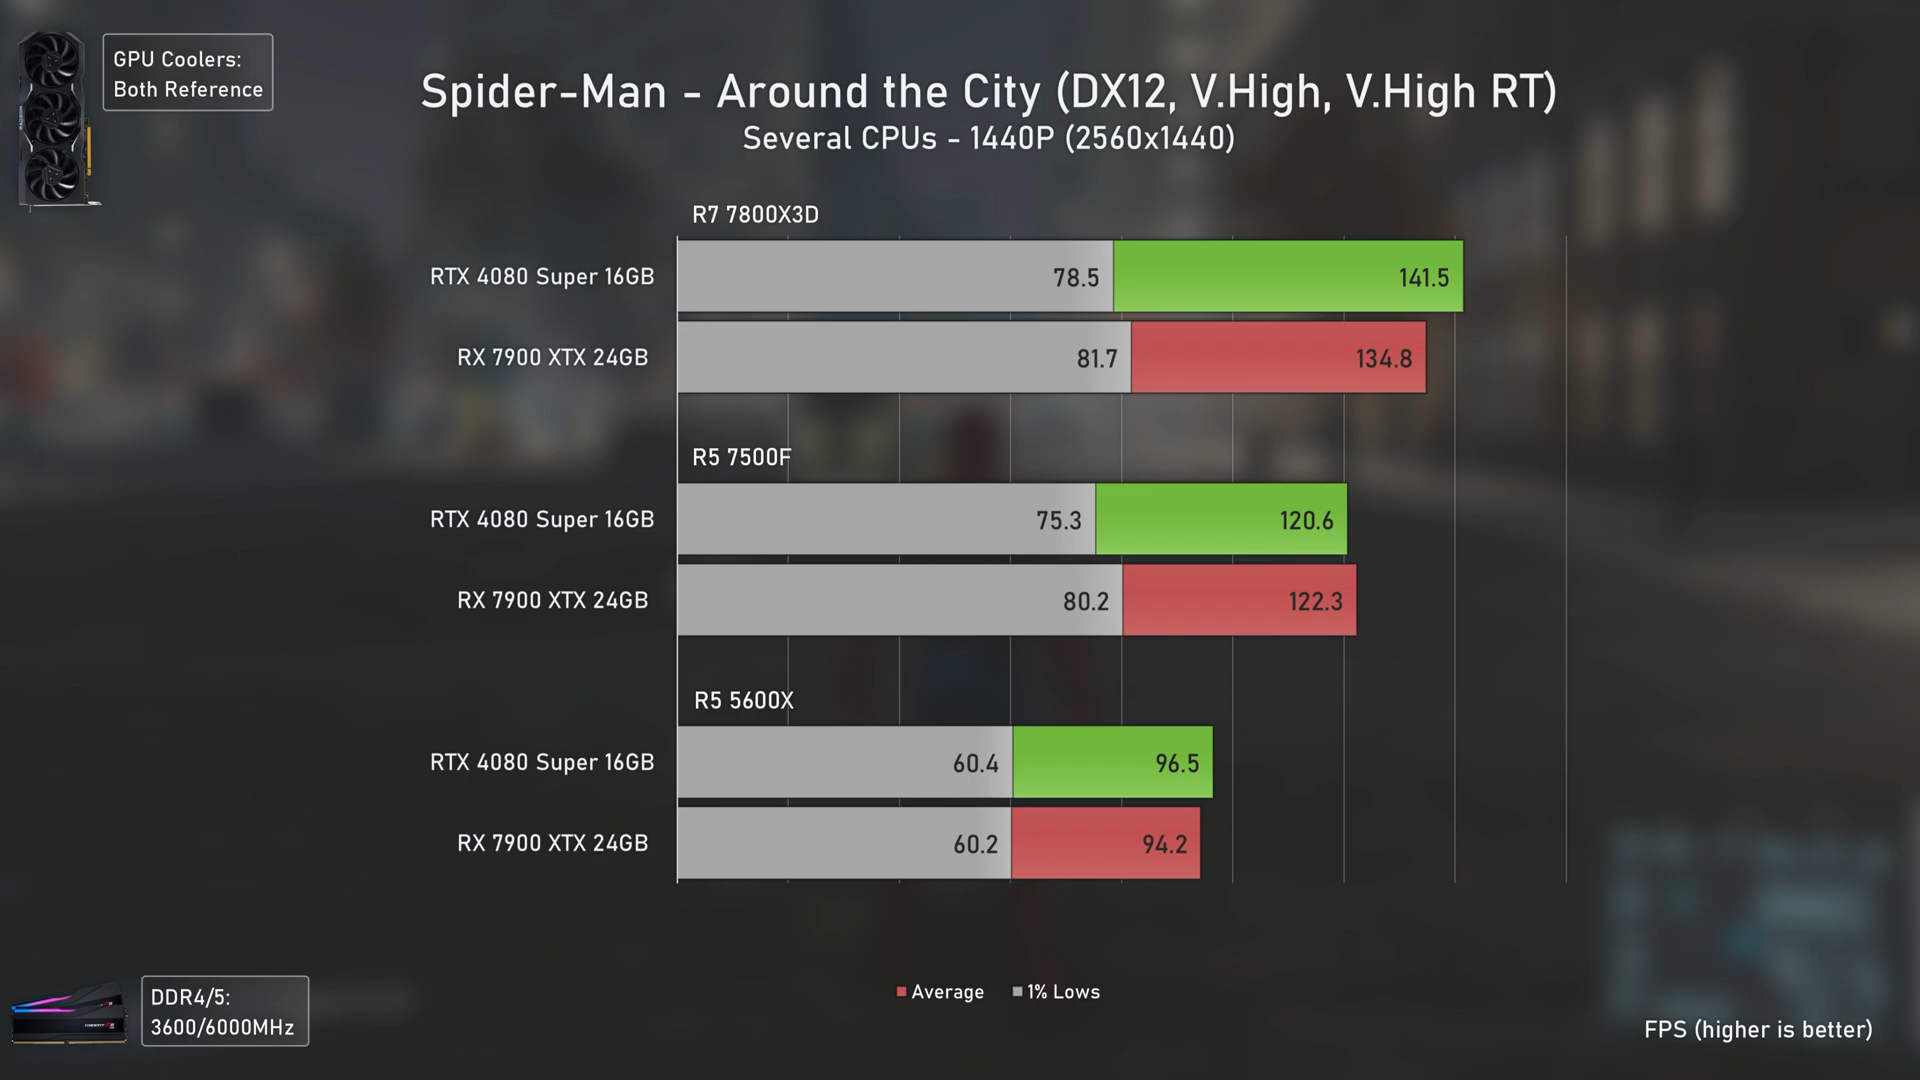 GPU Coolers:
Both Reference
Spider-Man - Around the City (DX12, V.High, V.High RT)
Several CPUs - 1440P (2560x1440)
R7 7800X3D
RTX 4080 Super 16GB 78.5 141.5
RX 7900 XTX 24GB 81.7 134.8
R5 7500F
RTX 4080 Super 16GB 75.3 120.6
RX 7900 XTX 24GB 80.2 122.3
R5 5600X
RTX 4080 Super 16GB 60.4 96.5
RX 7900 XTX 24GB 60.2 94.2
Average 1% Lows
DDR4/5:
3600/6000MHz
FPS (higher is better)